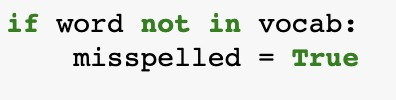 if word not in vocab:
    misspelled = True